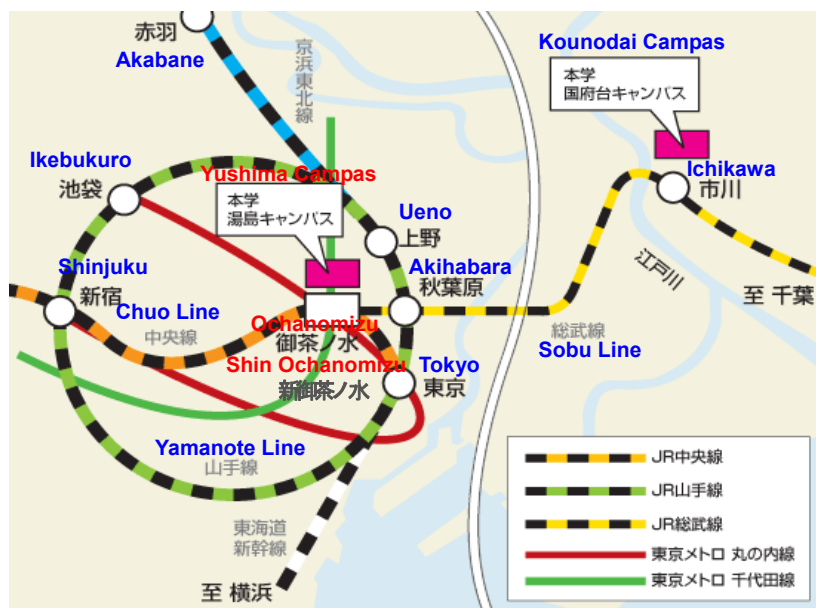 赤羽
Akabane
京浜東北線
Kounodai Campas
本学
国府台キャンパス
Ikebukuro
池袋
Yushima Campas
本学
湯島キャンパス
Ichikawa
市川
Ueno
上野
Shinjuku
新宿
Akihabara
秋葉原
江戸川
至 千葉
Chuo Line
中央線
Ochanomizu
御茶ノ水
総武線
Sobu Line
Shin Ochanomizu
新御茶ノ水
Tokyo
東京
Yamanote Line
山手線
東海道
新幹線
至 横浜
JR中央線
JR山手線
JR総武線
東京メトロ 丸の内線
東京メトロ 千代田線